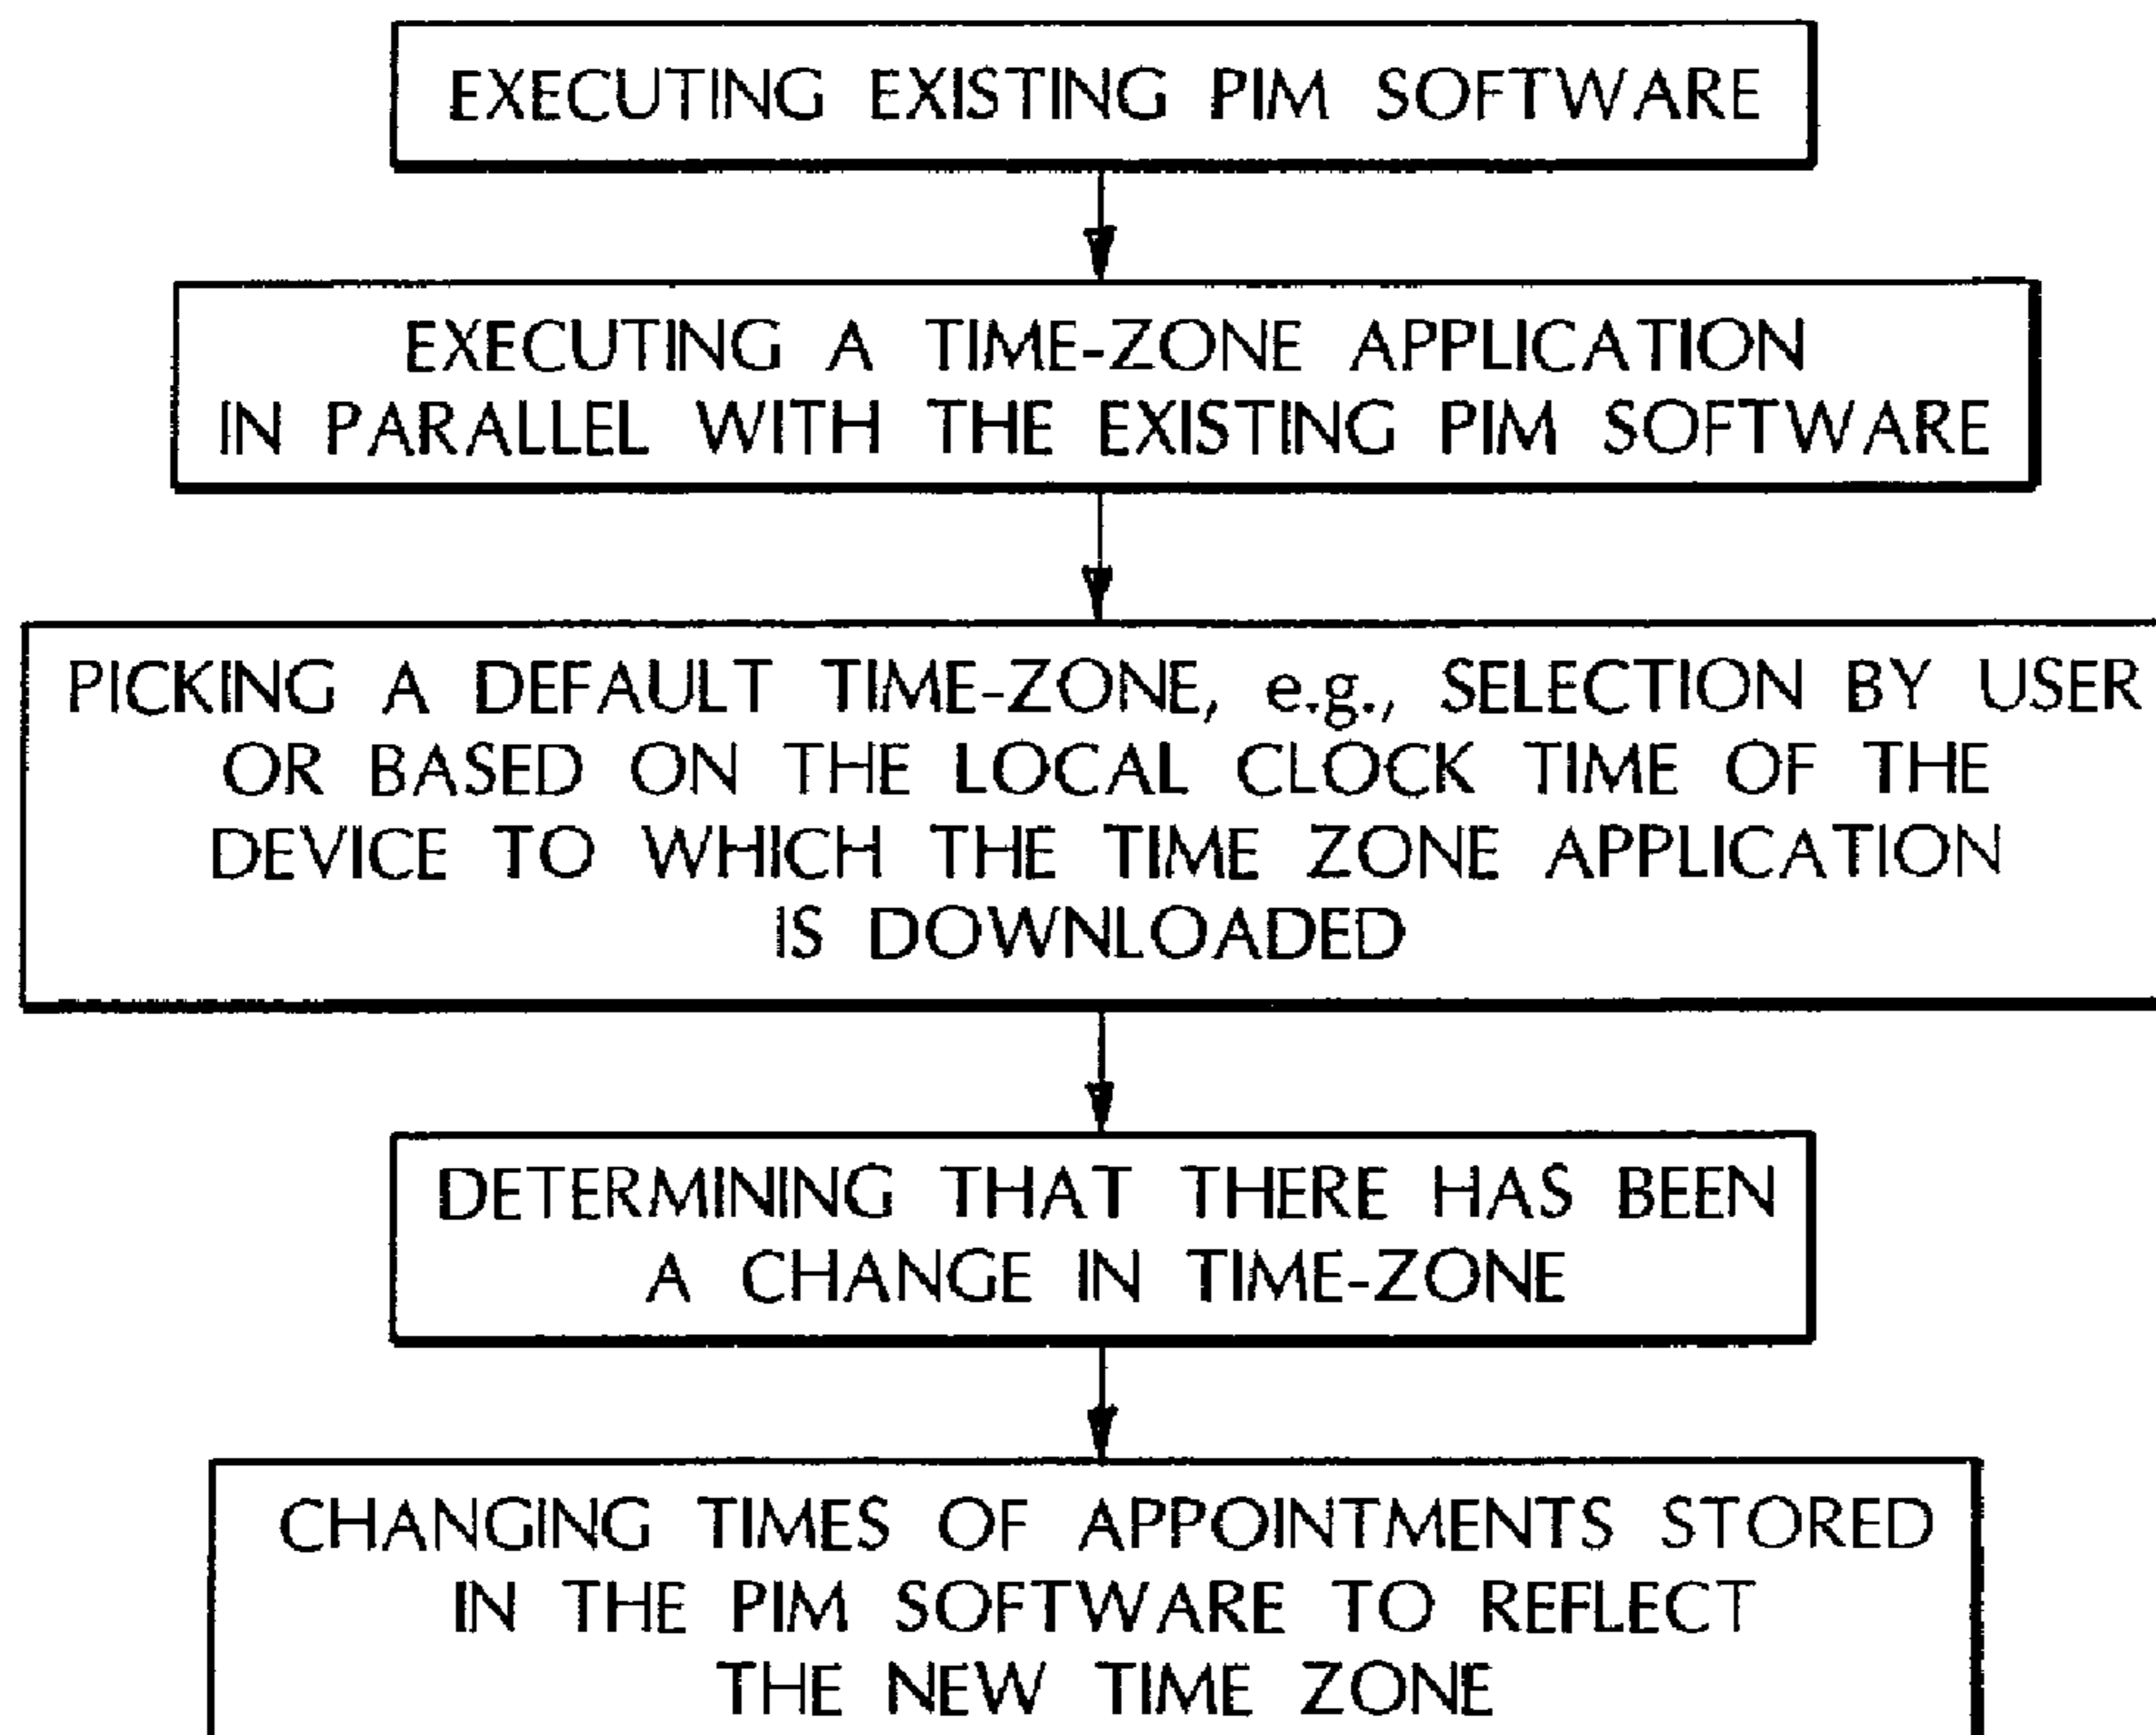 EXECUTING EXISTING PIM SOFTWARE
EXECUTING A TIME-ZONE APPLICATION
IN PARALLEL WITH THE EXISTING PIM SOFTWARE
PICKING A DEFAULT TIME-ZONE, e.g., SELECTION BY USER
OR BASED ON THE LOCAL CLOCK TIME OF THE
DEVICE TO WHICH THE TIME ZONE APPLICATION
IS DOWNLOADED
DETERMINING THAT THERE HAS BEEN
A CHANGE IN TIME-ZONE
CHANGING TIMES OF APPOINTMENTS STORED
IN THE PIM SOFTWARE TO REFLECT
THE NEW TIME ZONE